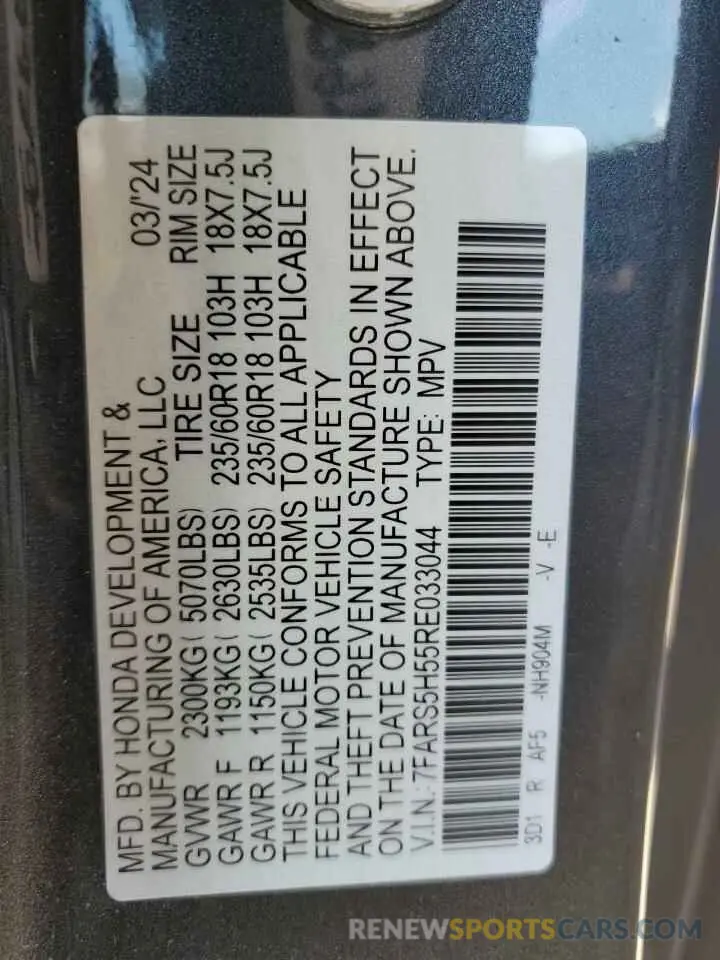 MFD. BY HONDA DEVELOPMENT &
MANUFACTURING OF AMERICA, LLC 03/'24
GVWR 2300KG( 5070LBS) TIRE SIZE RIM SIZE
GAWR F 1193KG( 2630LBS) 235/60R18 103H 18X7.5J
GAWR R 1150KG( 2535LBS) 235/60R18 103H 18X7.5J
THIS VEHICLE CONFORMS TO ALL APPLICABLE
FEDERAL MOTOR VEHICLE SAFETY
AND THEFT PREVENTION STANDARDS IN EFFECT
ON THE DATE OF MANUFACTURE SHOWN ABOVE.
V.I.N.: 7FARS5H55RE033044 TYPE: MPV
3D1 R AF5 -NH904M -V -E
RENEWSPORTSCARS.COM